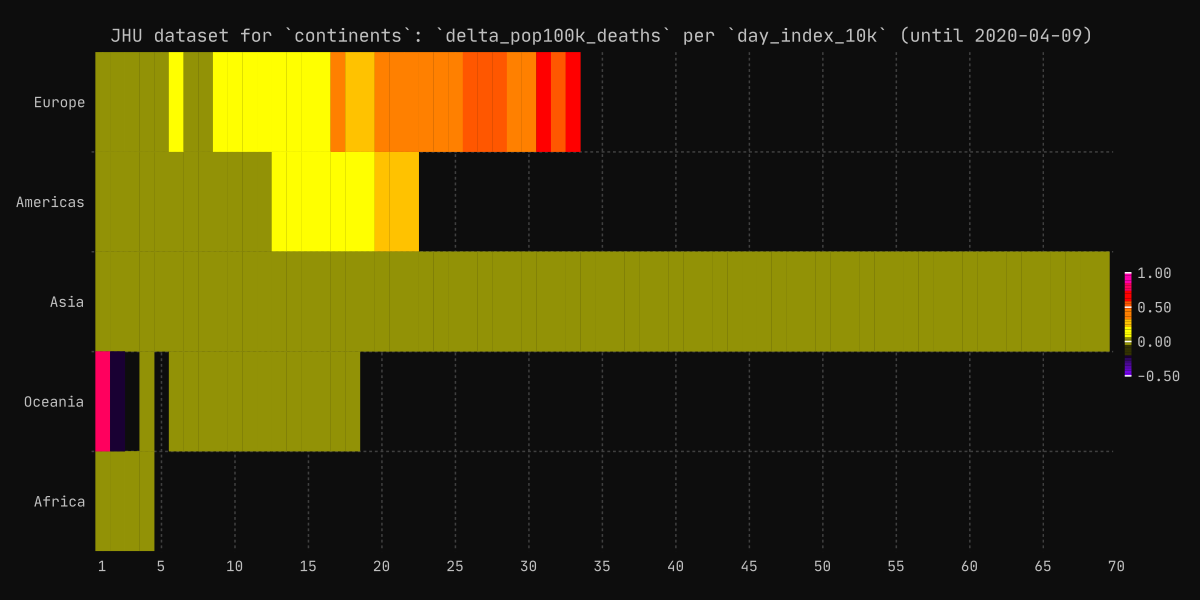 JHU dataset for `continents`: `delta_pop100k_deaths` per `day_index_10k` (until 2020-04-09)
Europe
Americas
Asia
Oceania
Africa
1.00
0.50
0.00
-0.50
1 5 10 15 20 25 30 35 40 45 50 55 60 65 70